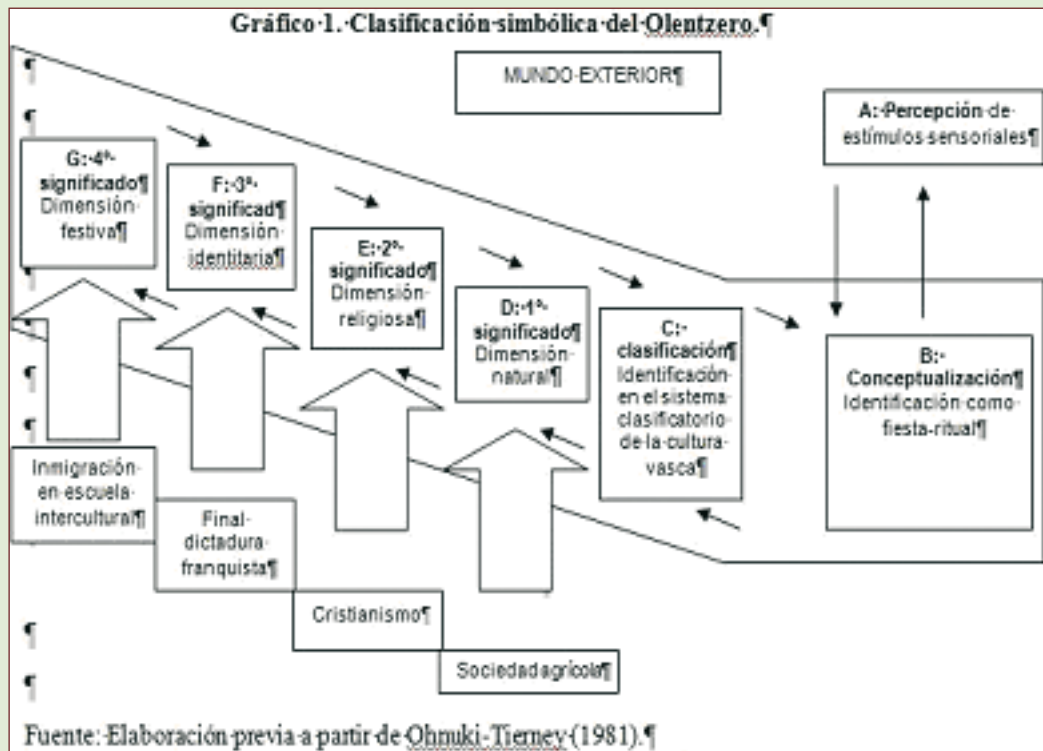 Gráfico·1.·Clasificación·simbólica·del·Olentzero.¶
¶
MUNDO·EXTERIOR¶
¶
A:·Percepción·de·
estímulos·sensoriales¶
G:·4º·
significado¶
Dimensión·
festiva¶
F:·3º·
significad¶
Dimensión·
identitaria¶
E:·2º·
significado¶
Dimensión·
religiosa¶
D:·1º·
significado¶
Dimensión·
natural¶
C:·
clasificación¶
Identificación·
en el sistema·
clasificatorio·
de la cultura·
vasca¶
B:·
Conceptualización¶
Identificación·como·
fiesta·ritual¶
¶
¶
¶
¶
Inmigración·
en escuela·
intercultural¶
Final·
dictadura·
franquista¶
Cristianismo¶
Sociedad agrícola¶
¶
¶
Fuente:·Elaboración·previa·a·partir·de·Ohnuki-Tierney·(1981).¶